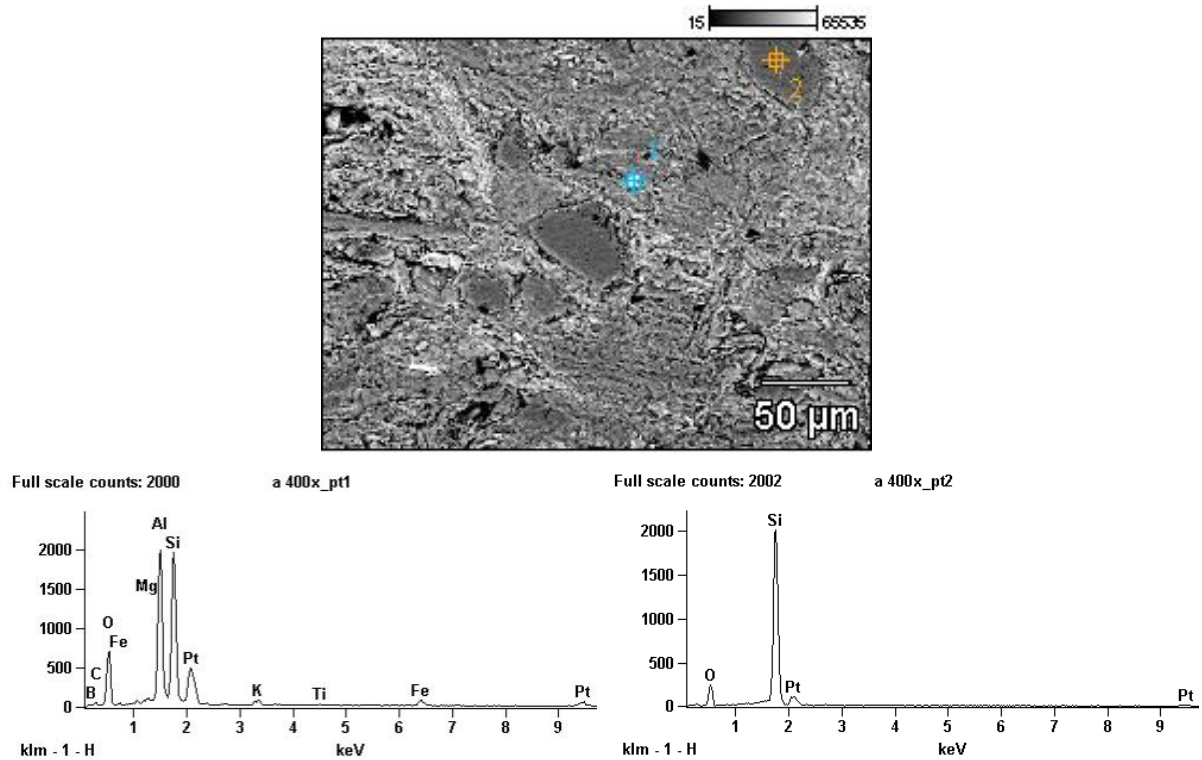 15 65535
2
1
50 µm
Full scale counts: 2000 a 400x_pt1
Full scale counts: 2002 a 400x_pt2
2000
1500
1000
500
0
B
C
O
Fe
Mg
Al
Si
Pt
K
Ti
Fe
Pt
1 2 3 4 5 6 7 8 9
klm - 1 - H keV
2000
1500
1000
500
0
O
Si
Pt
Pt
1 2 3 4 5 6 7 8 9
klm - 1 - H keV